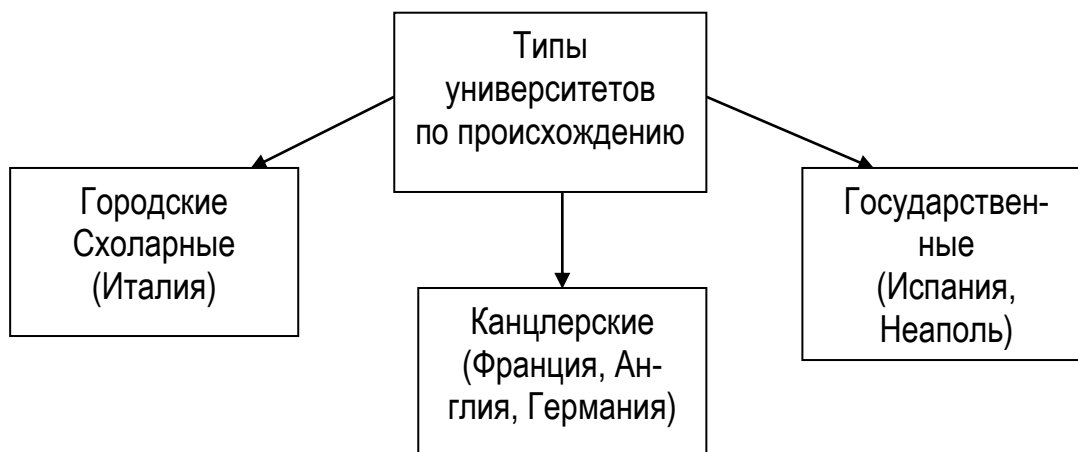 Типы
университетов
по происхождению
Городские
Схоларные
(Италия)
Канцлерские
(Франция, Ан-
глия, Германия)
Государствен-
ные
(Испания,
Неаполь)